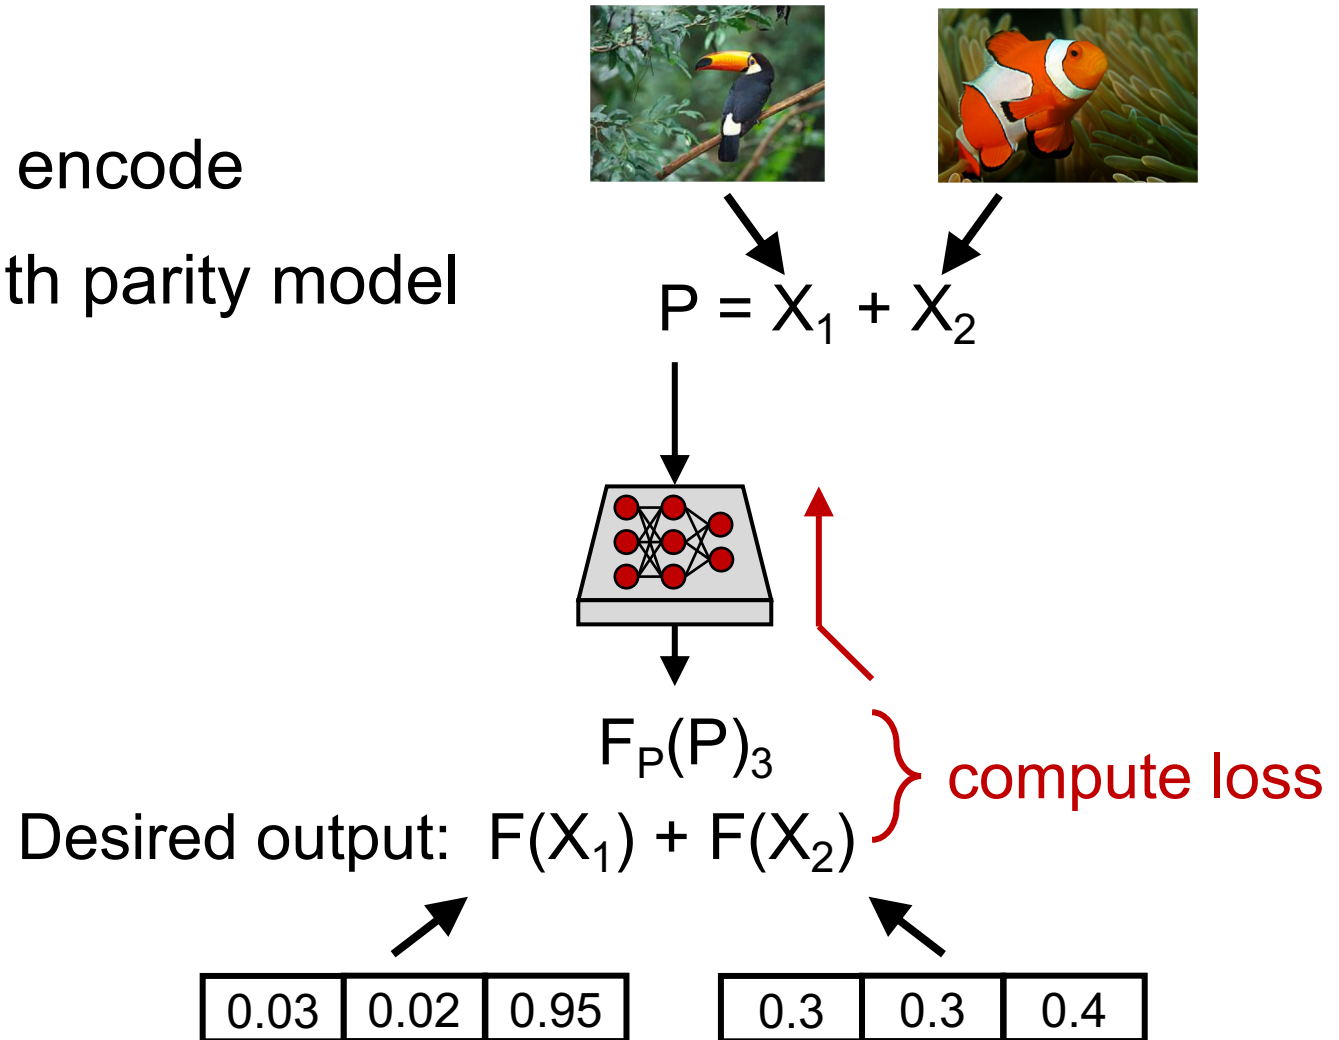 encode
th parity model
P = X₁ + X₂
F_P(P)₃
compute loss
Desired output: F(X₁) + F(X₂)
0.03 0.02 0.95 0.3 0.3 0.4